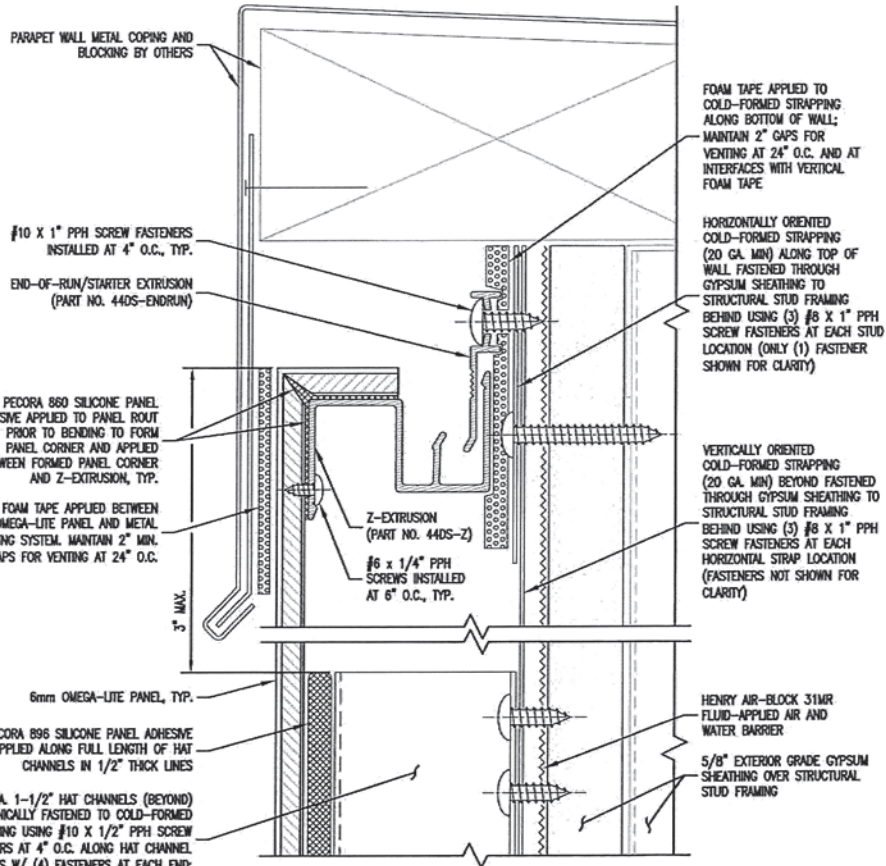 PARAPET WALL METAL COPING AND
BLOCKING BY OTHERS
#10 X 1" PPH SCREW FASTENERS
INSTALLED AT 4" O.C., TYP.
END-OF-RUN/STARTER EXTRUSION
(PART NO. 44DS-ENDRUN)
PECORA 860 SILICONE PANEL
SIVE APPLIED TO PANEL ROUT
PRIOR TO BENDING TO FORM
PANEL CORNER AND APPLIED
WEEN FORMED PANEL CORNER
AND Z-EXTRUSION, TYP.
FOAM TAPE APPLIED BETWEEN
OMEGA-LITE PANEL AND METAL
ING SYSTEM. MAINTAIN 2" MIN.
APS FOR VENTING AT 24" O.C.
3" MAX.
6mm OMEGA-LITE PANEL, TYP.
CORA 896 SILICONE PANEL ADHESIVE
PPLIED ALONG FULL LENGTH OF HAT
CHANNELS IN 1/2" THICK LINES
A. 1-1/2" HAT CHANNELS (BEYOND)
NICALLY FASTENED TO COLD-FORMED
ING USING #10 X 1/2" PPH SCREW
ERS AT 4" O.C. ALONG HAT CHANNEL
S W/ (4) FASTENERS AT EACH END:
Z-EXTRUSION
(PART NO. 44DS-Z)
#6 x 1/4" PPH
SCREWS INSTALLED
AT 6" O.C., TYP.
FOAM TAPE APPLIED TO
COLD-FORMED STRAPPING
ALONG BOTTOM OF WALL;
MAINTAIN 2" GAPS FOR
VENTING AT 24" O.C. AND AT
INTERFACES WITH VERTICAL
FOAM TAPE
HORIZONTALLY ORIENTED
COLD-FORMED STRAPPING
(20 GA. MIN) ALONG TOP OF
WALL FASTENED THROUGH
GYPSUM SHEATHING TO
STRUCTURAL STUD FRAMING
BEHIND USING (3) #8 X 1" PPH
SCREW FASTENERS AT EACH STUD
LOCATION (ONLY (1) FASTENER
SHOWN FOR CLARITY)
VERTICALLY ORIENTED
COLD-FORMED STRAPPING
(20 GA. MIN) BEYOND FASTENED
THROUGH GYPSUM SHEATHING TO
STRUCTURAL STUD FRAMING
BEHIND USING (3) #8 X 1" PPH
SCREW FASTENERS AT EACH
HORIZONTAL STRAP LOCATION
(FASTENERS NOT SHOWN FOR
CLARITY)
HENRY AIR-BLOCK 31MR
FLUID-APPLIED AIR AND
WATER BARRIER
5/8" EXTERIOR GRADE GYPSUM
SHEATHING OVER STRUCTURAL
STUD FRAMING